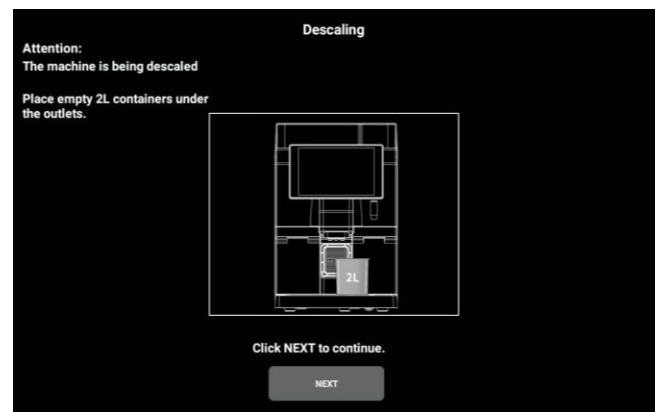 Descaling
Attention:
The machine is being descaled
Place empty 2L containers under
the outlets.
2L
Click NEXT to continue.
NEXT